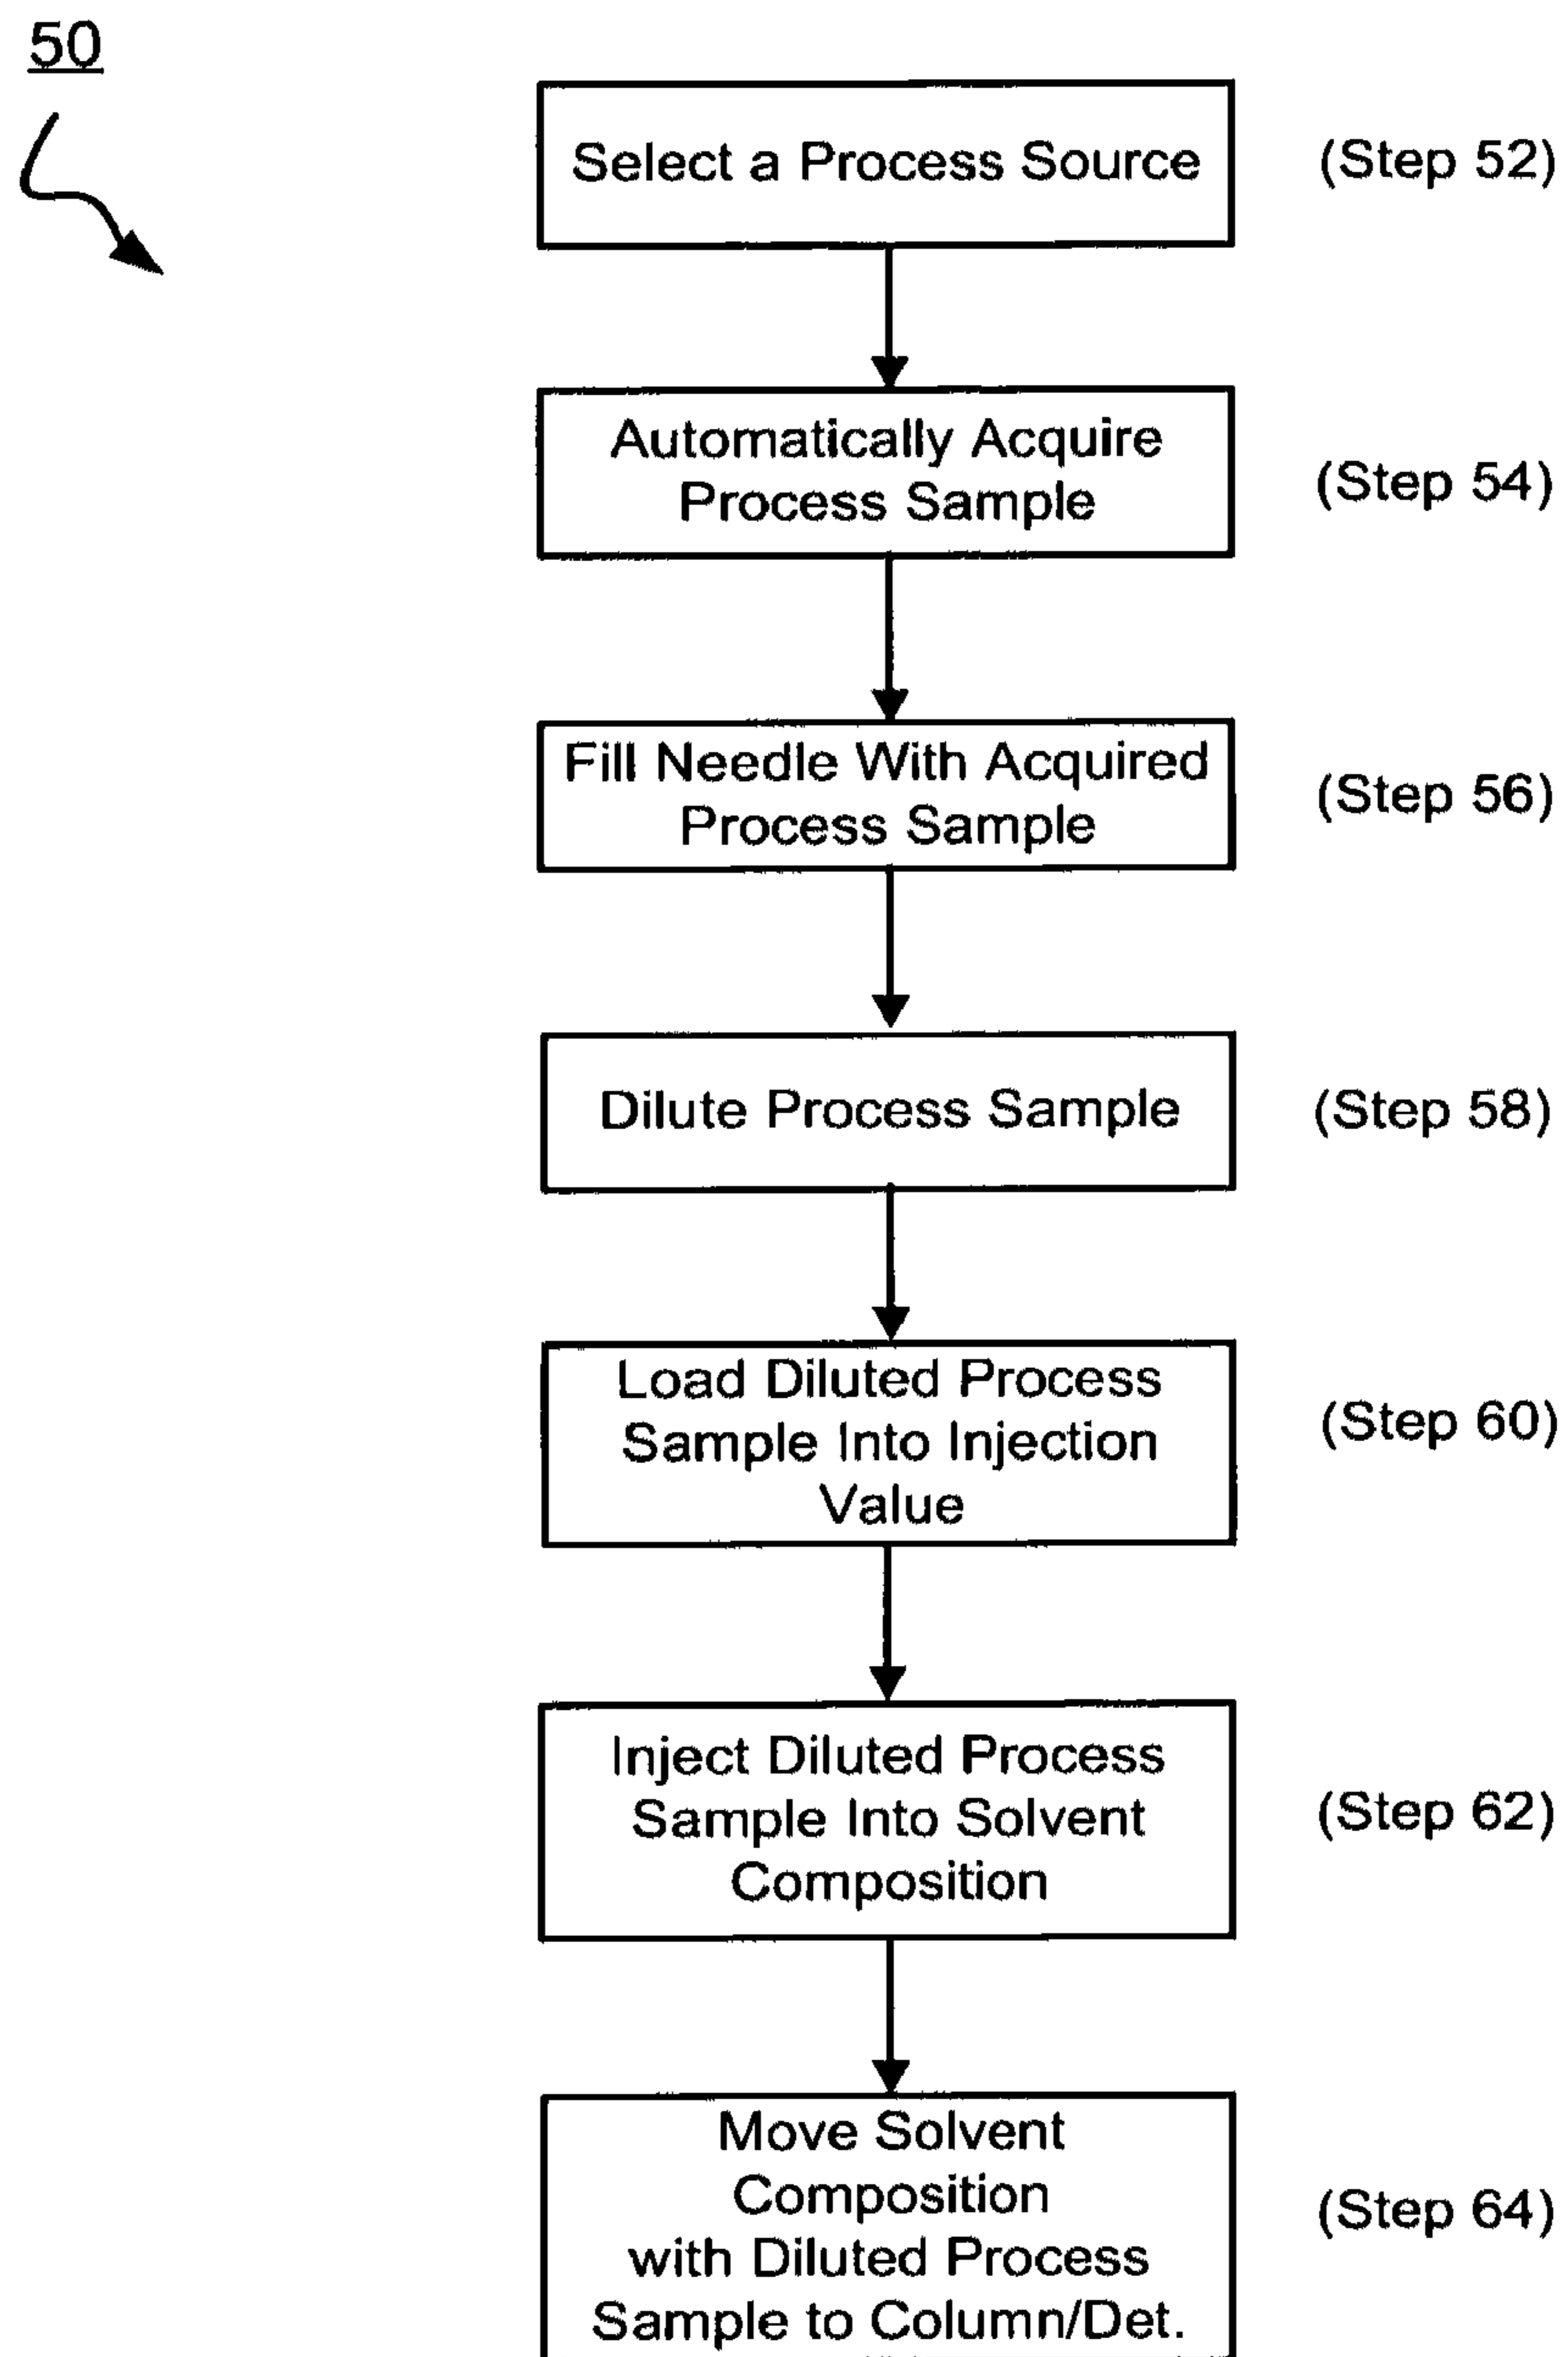 50
Select a Process Source
(Step 52)
Automatically Acquire
Process Sample
(Step 54)
Fill Needle With Acquired
Process Sample
(Step 56)
Dilute Process Sample
(Step 58)
Load Diluted Process
Sample Into Injection
Value
(Step 60)
Inject Diluted Process
Sample Into Solvent
Composition
(Step 62)
Move Solvent
Composition
with Diluted Process
Sample to Column/Det.
(Step 64)